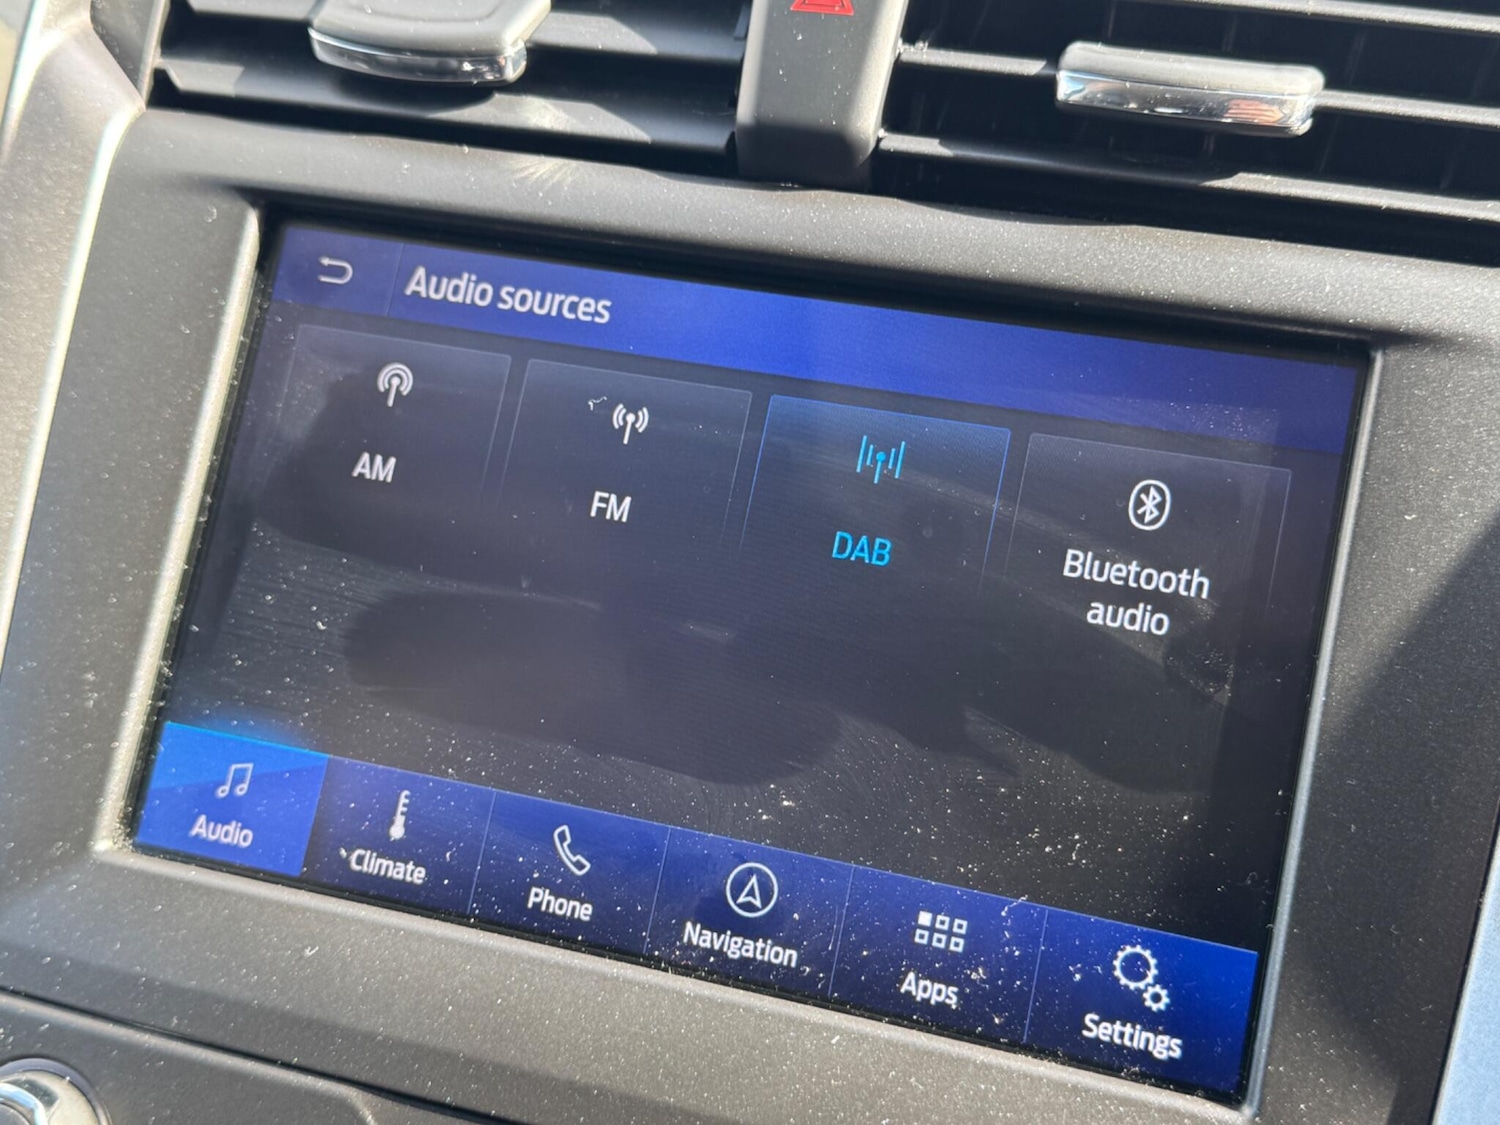 Audio sources
AM
FM
DAB
Bluetooth
audio
Audio
Climate
Phone
Navigation
Apps
Settings